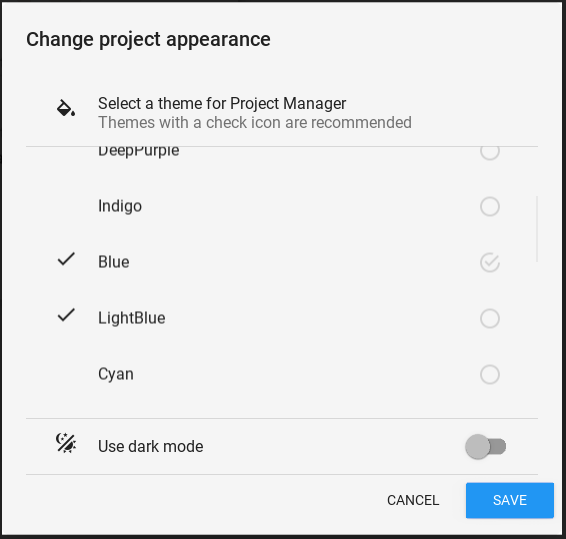 Change project appearance
Select a theme for Project Manager
Themes with a check icon are recommended
DeepPurple
Indigo
Blue
LightBlue
Cyan
Use dark mode
CANCEL
SAVE